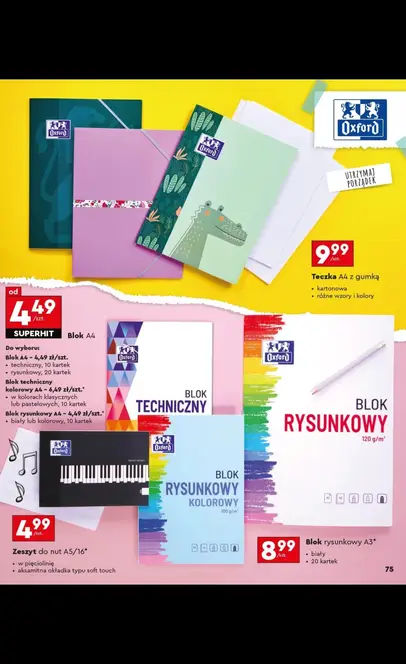 Oxford
Oxford
Oxford
UTRZYMAJ
PORZĄDEK
9 99
/szt.
Teczka A4 z gumką
• kartonowa
• różne wzory i kolory
od
4 49
/szt.
SUPERHIT
Blok A4
Do wyboru:
Blok A4 – 4,49 zł/szt.
• techniczny, 10 kartek
• rysunkowy, 20 kartek
Blok techniczny
kolorowy A4 – 6,49 zł/szt.*
• w kolorach klasycznych
lub pastelowych, 10 kartek
Blok rysunkowy A4 – 4,49 zł/szt.*
• biały lub kolorowy, 10 kartek
Oxford
BLOK
TECHNICZNY
Oxford
BLOK
RYSUNKOWY
120 g/m²
Oxford
Oxford
BLOK
RYSUNKOWY
KOLOROWY
120 g/m²
4 99
/szt.
Zeszyt do nut A5/16*
• w pięciolinię
• aksamitna okładka typu soft touch
8 99
/szt.
Blok rysunkowy A3*
• biały
• 20 kartek
75